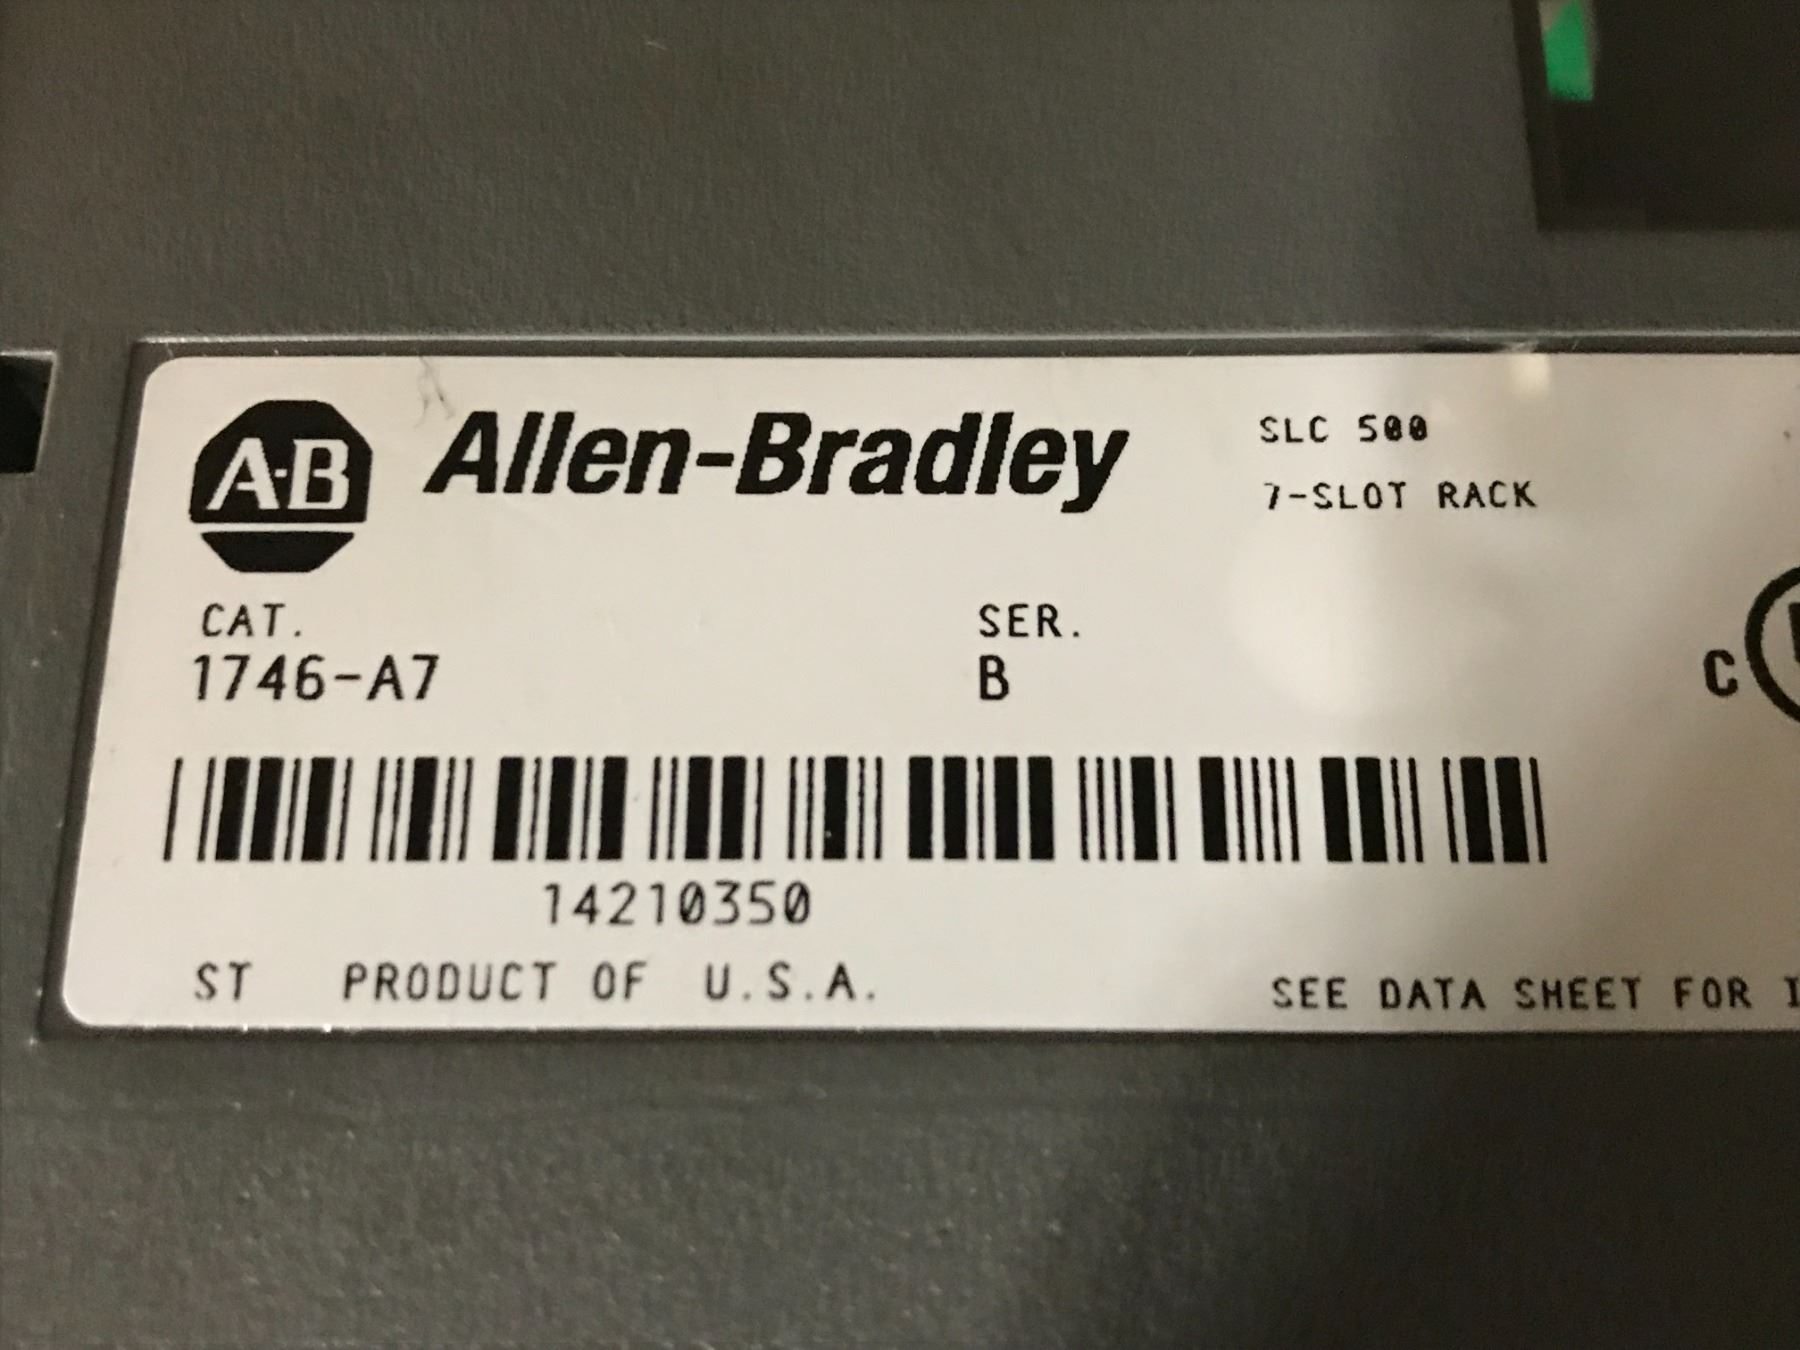 A-B Allen-Bradley
SLC 500
7-SLOT RACK
CAT.
1746-A7
SER.
B
C
14210350
ST PRODUCT OF U.S.A.
SEE DATA SHEET FOR